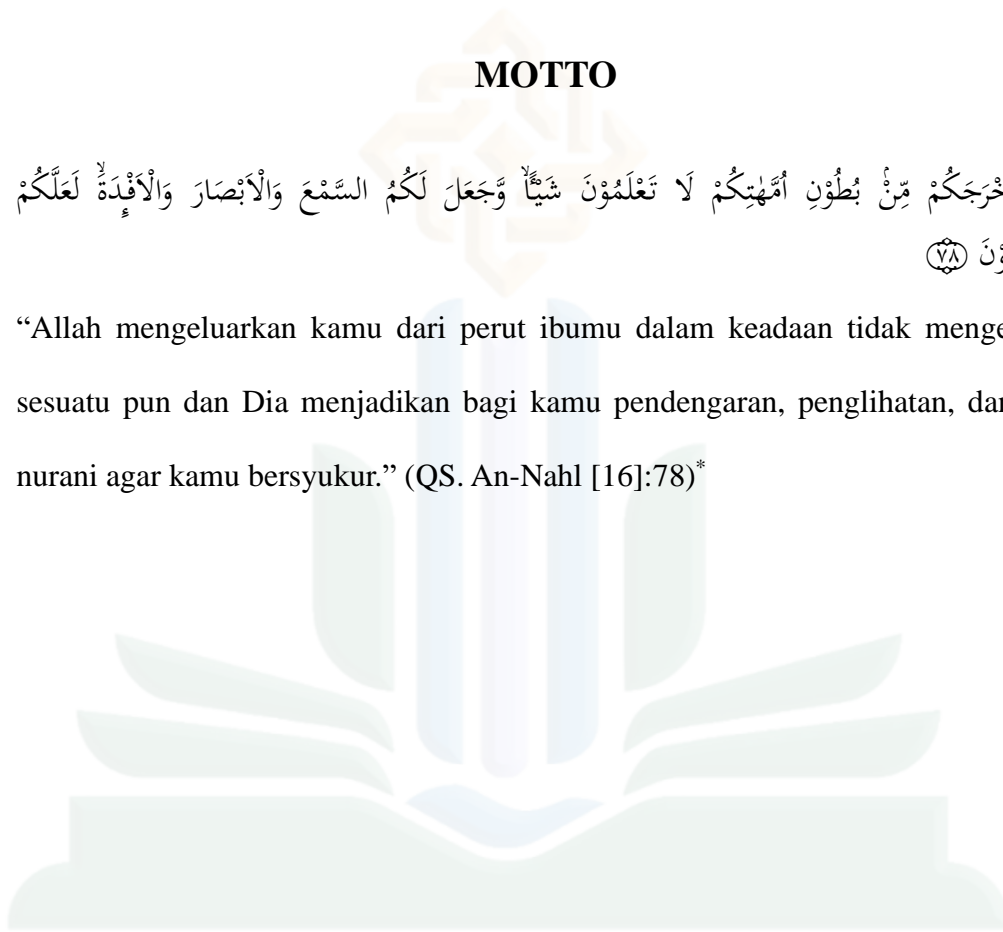 MOTTO
خْرَجَكُمْ مِّنْۢ بُطُوْنِ اُمَّهٰتِكُمْ لَا تَعْلَمُوْنَ شَيْـًٔاۙ وَّجَعَلَ لَكُمُ السَّمْعَ وَالْاَبْصَارَ وَالْاَفْـِٕدَةَۙ لَعَلَّكُمْ
وْنَ ۝٧٨
“Allah mengeluarkan kamu dari perut ibumu dalam keadaan tidak menge
sesuatu pun dan Dia menjadikan bagi kamu pendengaran, penglihatan, dan
nurani agar kamu bersyukur.” (QS. An-Nahl [16]:78)*